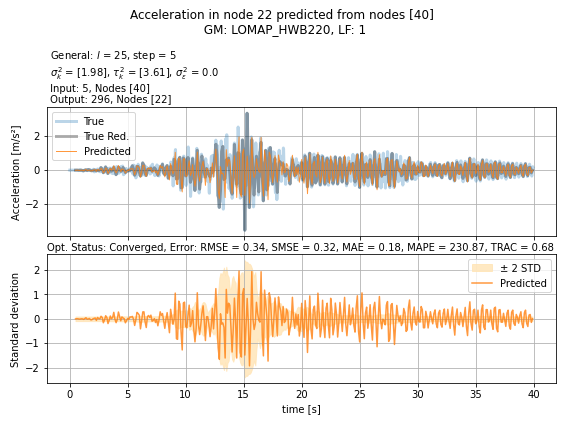 Acceleration in node 22 predicted from nodes [40]
GM: LOMAP_HWB220, LF: 1
General: l = 25, step = 5
σ²ₖ = [1.98], τ²ₖ = [3.61], σ²ε = 0.0
Input: 5, Nodes [40]
Output: 296, Nodes [22]
True
True Red.
Predicted
Acceleration [m/s²]
2
0
−2
Opt. Status: Converged, Error: RMSE = 0.34, SMSE = 0.32, MAE = 0.18, MAPE = 230.87, TRAC = 0.68
± 2 STD
Predicted
Standard deviation
2
1
0
−1
−2
0 5 10 15 20 25 30 35 40
time [s]